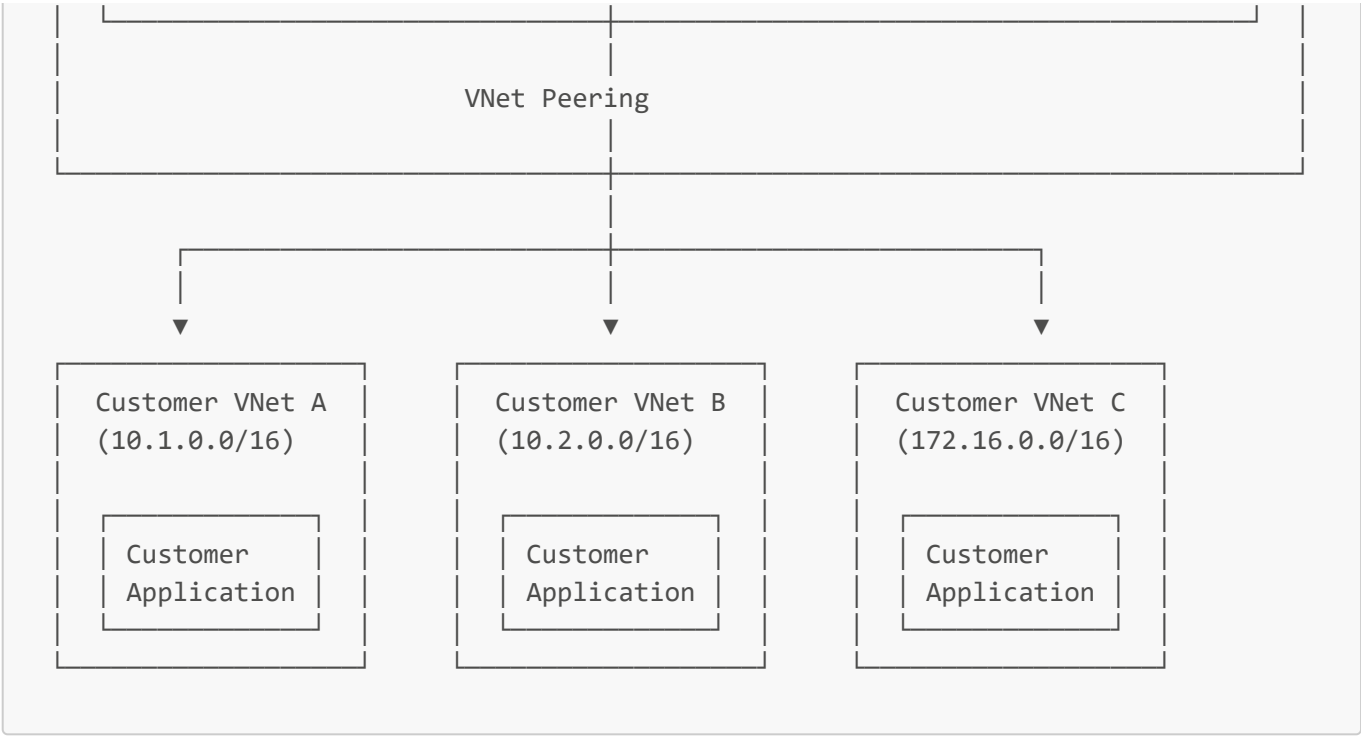 VNet Peering
Customer VNet A Customer VNet B Customer VNet C
(10.1.0.0/16) (10.2.0.0/16) (172.16.0.0/16)
Customer Customer Customer
Application Application Application